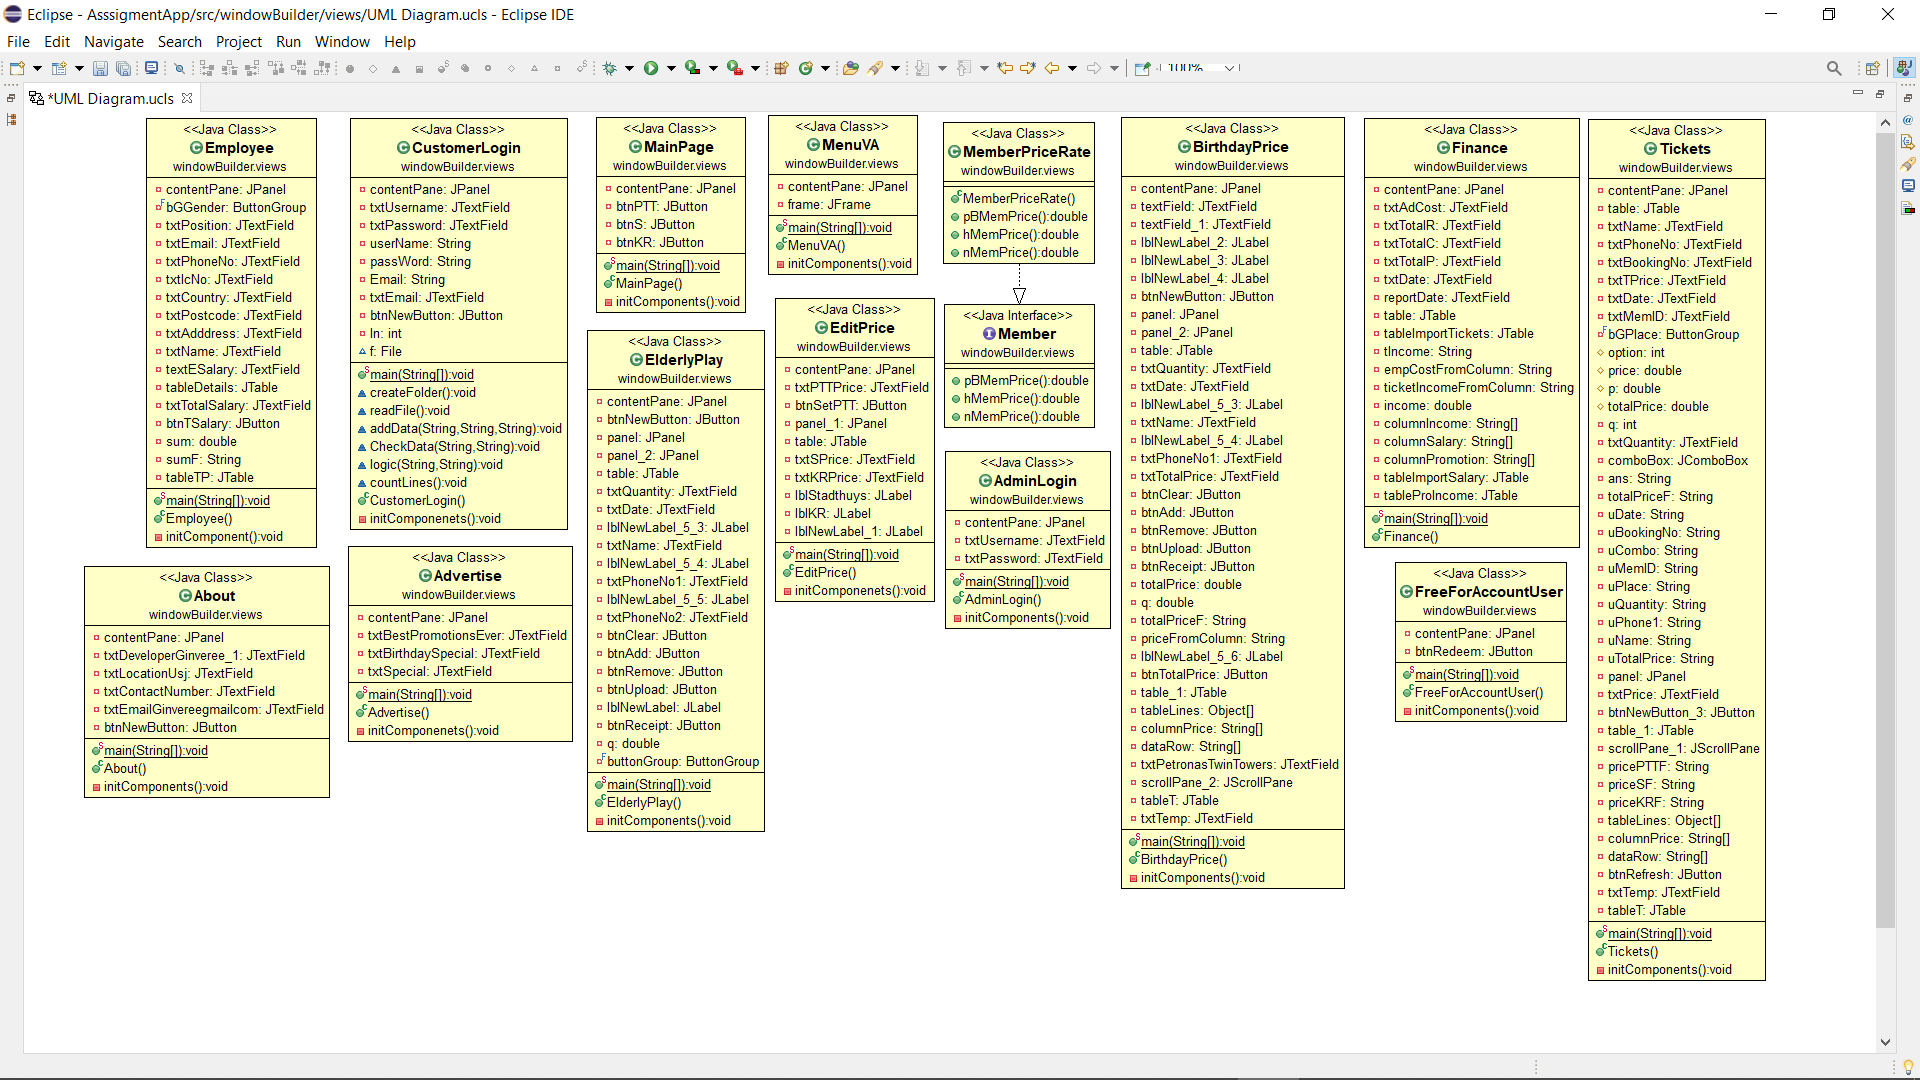 Eclipse - AsssigmentApp/src/windowBuilder/views/UML Diagram.ucls - Eclipse IDE
File Edit Navigate Search Project Run Window Help
100%
*UML Diagram.ucls
<<Java Class>>
Employee
windowBuilder.views
contentPane: JPanel
bGGender: ButtonGroup
txtPosition: JTextField
txtEmail: JTextField
txtPhoneNo: JTextField
txtIcNo: JTextField
txtCountry: JTextField
txtPostcode: JTextField
txtAdddress: JTextField
txtName: JTextField
textESalary: JTextField
tableDetails: JTable
txtTotalSalary: JTextField
btnTSalary: JButton
sum: double
sumF: String
tableTP: JTable
main(String[]):void
Employee()
initComponent():void
<<Java Class>>
CustomerLogin
windowBuilder.views
contentPane: JPanel
txtUsername: JTextField
txtPassword: JTextField
userName: String
passWord: String
Email: String
txtEmail: JTextField
btnNewButton: JButton
ln: int
f: File
main(String[]):void
createFolder():void
readFile():void
addData(String,String,String):void
CheckData(String,String):void
logic(String,String):void
countLines():void
CustomerLogin()
initComponenets():void
<<Java Class>>
MainPage
windowBuilder.views
contentPane: JPanel
btnPTT: JButton
btnS: JButton
btnKR: JButton
main(String[]):void
MainPage()
initComponents():void
<<Java Class>>
MenuVA
windowBuilder.views
contentPane: JPanel
frame: JFrame
main(String[]):void
MenuVA()
initComponents():void
<<Java Class>>
MemberPriceRate
windowBuilder.views
MemberPriceRate()
pBMemPrice():double
hMemPrice():double
nMemPrice():double
<<Java Interface>>
Member
windowBuilder.views
pBMemPrice():double
hMemPrice():double
nMemPrice():double
<<Java Class>>
BirthdayPrice
windowBuilder.views
contentPane: JPanel
textField: JTextField
textField_1: JTextField
lblNewLabel_2: JLabel
lblNewLabel_3: JLabel
lblNewLabel_4: JLabel
btnNewButton: JButton
panel: JPanel
panel_2: JPanel
table: JTable
txtQuantity: JTextField
txtDate: JTextField
lblNewLabel_5_3: JLabel
txtName: JTextField
lblNewLabel_5_4: JLabel
txtPhoneNo1: JTextField
txtTotalPrice: JTextField
btnClear: JButton
btnAdd: JButton
btnRemove: JButton
btnUpload: JButton
btnReceipt: JButton
totalPrice: double
q: double
totalPriceF: String
priceFromColumn: String
lblNewLabel_5_6: JLabel
btnTotalPrice: JButton
table_1: JTable
tableLines: Object[]
columnPrice: String[]
dataRow: String[]
txtPetronasTwinTowers: JTextField
scrollPane_2: JScrollPane
tableT: JTable
txtTemp: JTextField
main(String[]):void
BirthdayPrice()
initComponents():void
<<Java Class>>
Finance
windowBuilder.views
contentPane: JPanel
txtAdCost: JTextField
txtTotalR: JTextField
txtTotalC: JTextField
txtTotalP: JTextField
txtDate: JTextField
reportDate: JTextField
table: JTable
tableImportTickets: JTable
tIncome: String
empCostFromColumn: String
ticketIncomeFromColumn: String
income: double
columnIncome: String[]
columnSalary: String[]
columnPromotion: String[]
tableImportSalary: JTable
tableProIncome: JTable
main(String[]):void
Finance()
<<Java Class>>
Tickets
windowBuilder.views
contentPane: JPanel
table: JTable
txtName: JTextField
txtPhoneNo: JTextField
txtBookingNo: JTextField
txtTPrice: JTextField
txtDate: JTextField
txtMemID: JTextField
bGPlace: ButtonGroup
option: int
price: double
p: double
totalPrice: double
q: int
txtQuantity: JTextField
comboBox: JComboBox
ans: String
totalPriceF: String
uDate: String
uBookingNo: String
uCombo: String
uMemID: String
uPlace: String
uQuantity: String
uPhone1: String
uName: String
uTotalPrice: String
panel: JPanel
txtPrice: JTextField
btnNewButton_3: JButton
table_1: JTable
scrollPane_1: JScrollPane
pricePTTF: String
priceSF: String
priceKRF: String
tableLines: Object[]
columnPrice: String[]
dataRow: String[]
btnRefresh: JButton
txtTemp: JTextField
tableT: JTable
main(String[]):void
Tickets()
initComponents():void
<<Java Class>>
ElderlyPlay
windowBuilder.views
contentPane: JPanel
btnNewButton: JButton
panel: JPanel
panel_2: JPanel
table: JTable
txtQuantity: JTextField
txtDate: JTextField
lblNewLabel_5_3: JLabel
txtName: JTextField
lblNewLabel_5_4: JLabel
txtPhoneNo1: JTextField
lblNewLabel_5_5: JLabel
txtPhoneNo2: JTextField
btnClear: JButton
btnAdd: JButton
btnRemove: JButton
btnUpload: JButton
lblNewLabel: JLabel
btnReceipt: JButton
q: double
buttonGroup: ButtonGroup
main(String[]):void
ElderlyPlay()
initComponents():void
<<Java Class>>
EditPrice
windowBuilder.views
contentPane: JPanel
txtPTTPrice: JTextField
btnSetPTT: JButton
panel_1: JPanel
table: JTable
txtSPrice: JTextField
txtKRPrice: JTextField
lblStadthuys: JLabel
lblKR: JLabel
lblNewLabel_1: JLabel
main(String[]):void
EditPrice()
initComponenets():void
<<Java Class>>
AdminLogin
windowBuilder.views
contentPane: JPanel
txtUsername: JTextField
txtPassword: JTextField
main(String[]):void
AdminLogin()
initComponents():void
<<Java Class>>
About
windowBuilder.views
contentPane: JPanel
txtDeveloperGinveree_1: JTextField
txtLocationUsj: JTextField
txtContactNumber: JTextField
txtEmailGinvereegmailcom: JTextField
btnNewButton: JButton
main(String[]):void
About()
initComponents():void
<<Java Class>>
Advertise
windowBuilder.views
contentPane: JPanel
txtBestPromotionsEver: JTextField
txtBirthdaySpecial: JTextField
txtSpecial: JTextField
main(String[]):void
Advertise()
initComponenets():void
<<Java Class>>
FreeForAccountUser
windowBuilder.views
contentPane: JPanel
btnRedeem: JButton
main(String[]):void
FreeForAccountUser()
initComponents():void